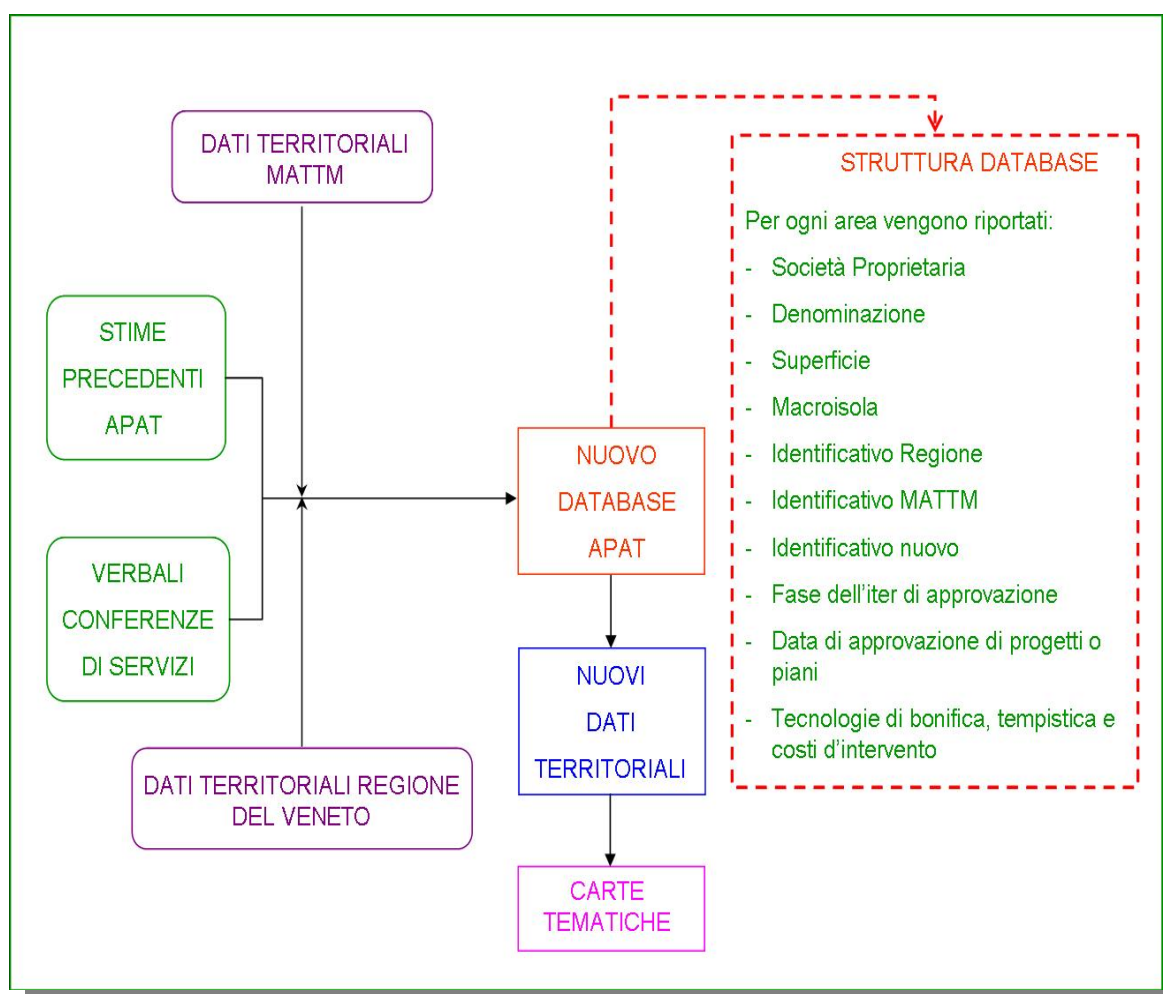 DATI TERRITORIALI
MATTM
STIME
PRECEDENTI
APAT
VERBALI
CONFERENZE
DI SERVIZI
DATI TERRITORIALI REGIONE
DEL VENETO
NUOVO
DATABASE
APAT
NUOVI
DATI
TERRITORIALI
CARTE
TEMATICHE
STRUTTURA DATABASE
Per ogni area vengono riportati:
- Società Proprietaria
- Denominazione
- Superficie
- Macroisola
- Identificativo Regione
- Identificativo MATTM
- Identificativo nuovo
- Fase dell'iter di approvazione
- Data di approvazione di progetti o
piani
- Tecnologie di bonifica, tempistica e
costi d'intervento